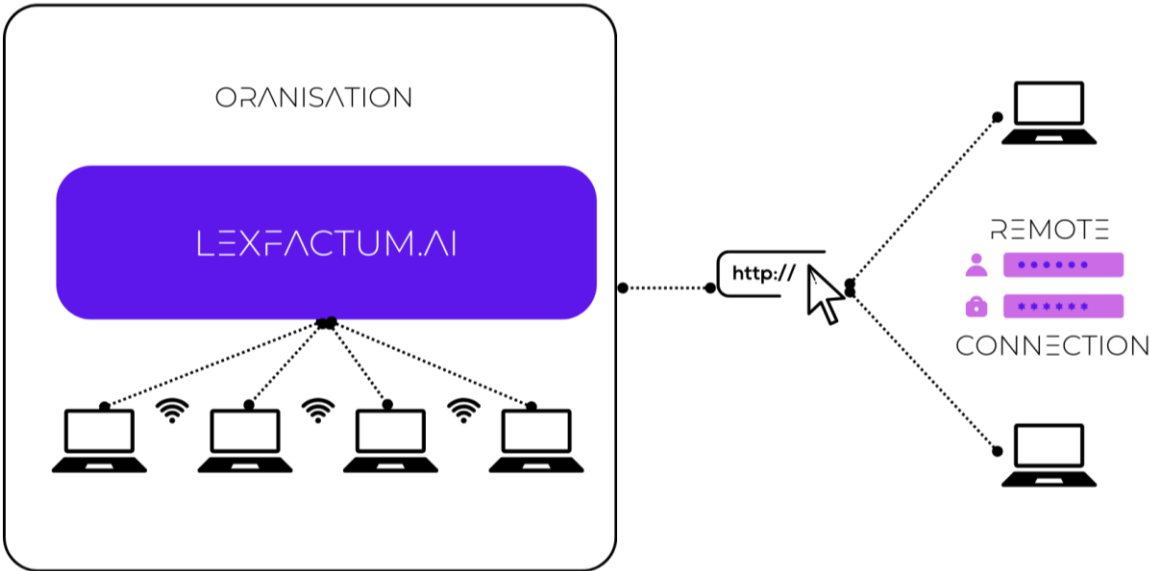 ORANISATION
LEXFACTUM.AI
http://
REMOTE
CONNECTION